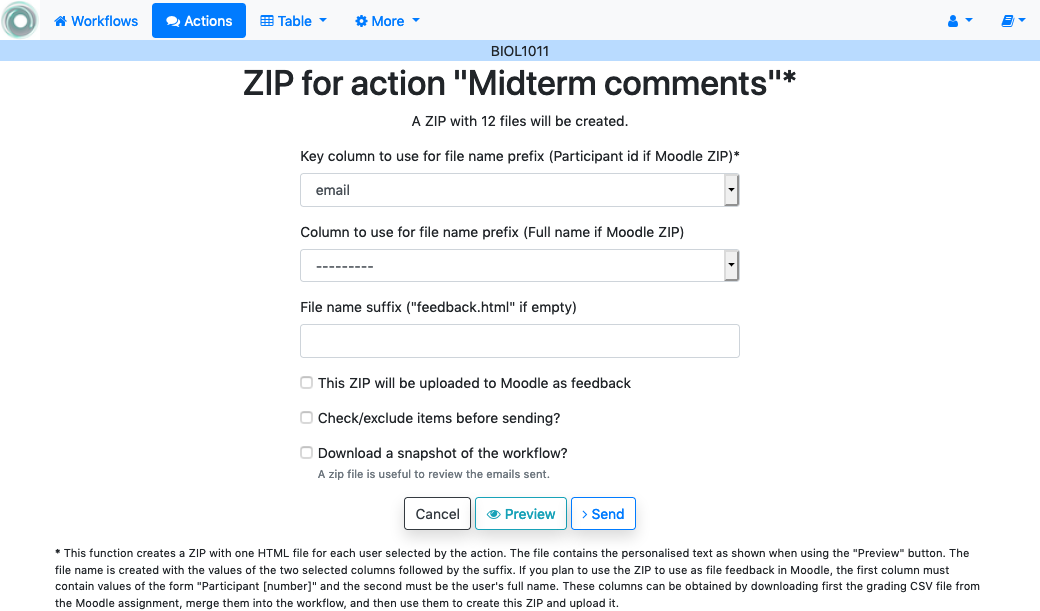 Workflows Actions Table More
BIOL1011
ZIP for action "Midterm comments"*
A ZIP with 12 files will be created.
Key column to use for file name prefix (Participant id if Moodle ZIP)*
email
Column to use for file name prefix (Full name if Moodle ZIP)
---------
File name suffix ("feedback.html" if empty)
This ZIP will be uploaded to Moodle as feedback
Check/exclude items before sending?
Download a snapshot of the workflow?
A zip file is useful to review the emails sent.
Cancel Preview Send
* This function creates a ZIP with one HTML file for each user selected by the action. The file contains the personalised text as shown when using the "Preview" button. The
file name is created with the values of the two selected columns followed by the suffix. If you plan to use the ZIP to use as file feedback in Moodle, the first column must
contain values of the form "Participant [number]" and the second must be the user's full name. These columns can be obtained by downloading first the grading CSV file from
the Moodle assignment, merge them into the workflow, and then use them to create this ZIP and upload it.